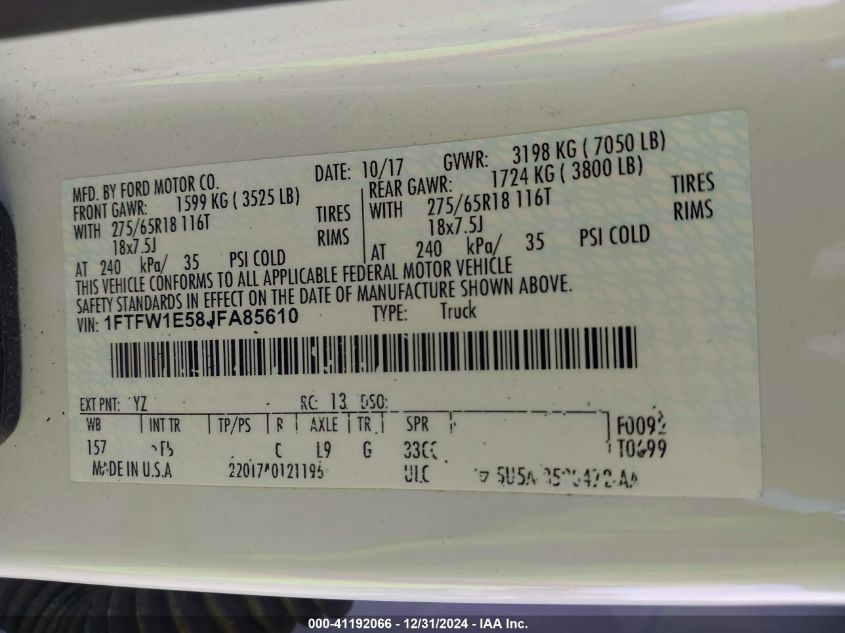 MFD. BY FORD MOTOR CO. DATE: 10/17 GVWR: 3198 KG ( 7050 LB)
FRONT GAWR: 1599 KG ( 3525 LB) REAR GAWR: 1724 KG ( 3800 LB)
WITH 275/65R18 116T TIRES WITH 275/65R18 116T TIRES
18x7.5J RIMS 18x7.5J RIMS
AT 240 kPa/ 35 PSI COLD AT 240 kPa/ 35 PSI COLD
THIS VEHICLE CONFORMS TO ALL APPLICABLE FEDERAL MOTOR VEHICLE
SAFETY STANDARDS IN EFFECT ON THE DATE OF MANUFACTURE SHOWN ABOVE.
VIN: 1FTFW1E58JFA85610 TYPE: Truck
EXT PNT: YZ RC: 13 DSO:
WB INT TR TP/PS R AXLE TR SPR
157 C L9 G
MADE IN U.S.A ULC
000-41192066 - 12/31/2024 - IAA Inc.